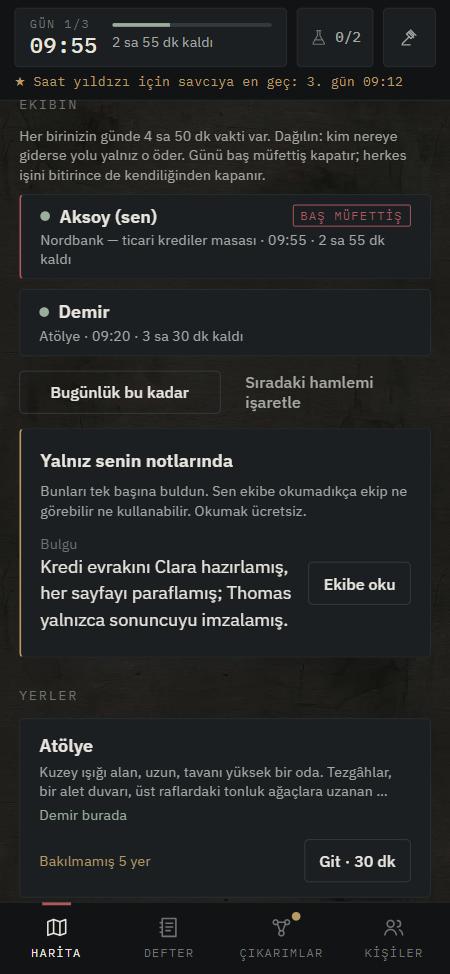 GÜN 1/3
09:55
2 sa 55 dk kaldı
0/2
★ Saat yıldızı için savcıya en geç: 3. gün 09:12
EKIBIN
Her birinizin günde 4 sa 50 dk vakti var. Dağılın: kim nereye
giderse yolu yalnız o öder. Günü baş müfettiş kapatır; herkes
işini bitirince de kendiliğinden kapanır.
Aksoy (sen)
BAŞ MÜFETTİŞ
Nordbank — ticari krediler masası · 09:55 · 2 sa 55 dk
kaldı
Demir
Atölye · 09:20 · 3 sa 30 dk kaldı
Bugünlük bu kadar
Sıradaki hamlemi
işaretle
Yalnız senin notlarında
Bunları tek başına buldun. Sen ekibe okumadıkça ekip ne
görebilir ne kullanabilir. Okumak ücretsiz.
Bulgu
Kredi evrakını Clara hazırlamış,
her sayfayı paraflamış; Thomas
yalnızca sonuncuyu imzalamış.
Ekibe oku
YERLER
Atölye
Kuzey ışığı alan, uzun, tavanı yüksek bir oda. Tezgâhlar,
bir alet duvarı, üst raflardaki tonluk ağaçlara uzanan ...
Demir burada
Bakılmamış 5 yer
Git · 30 dk
HARİTA
DEFTER
ÇIKARIMLAR
KİŞİLER